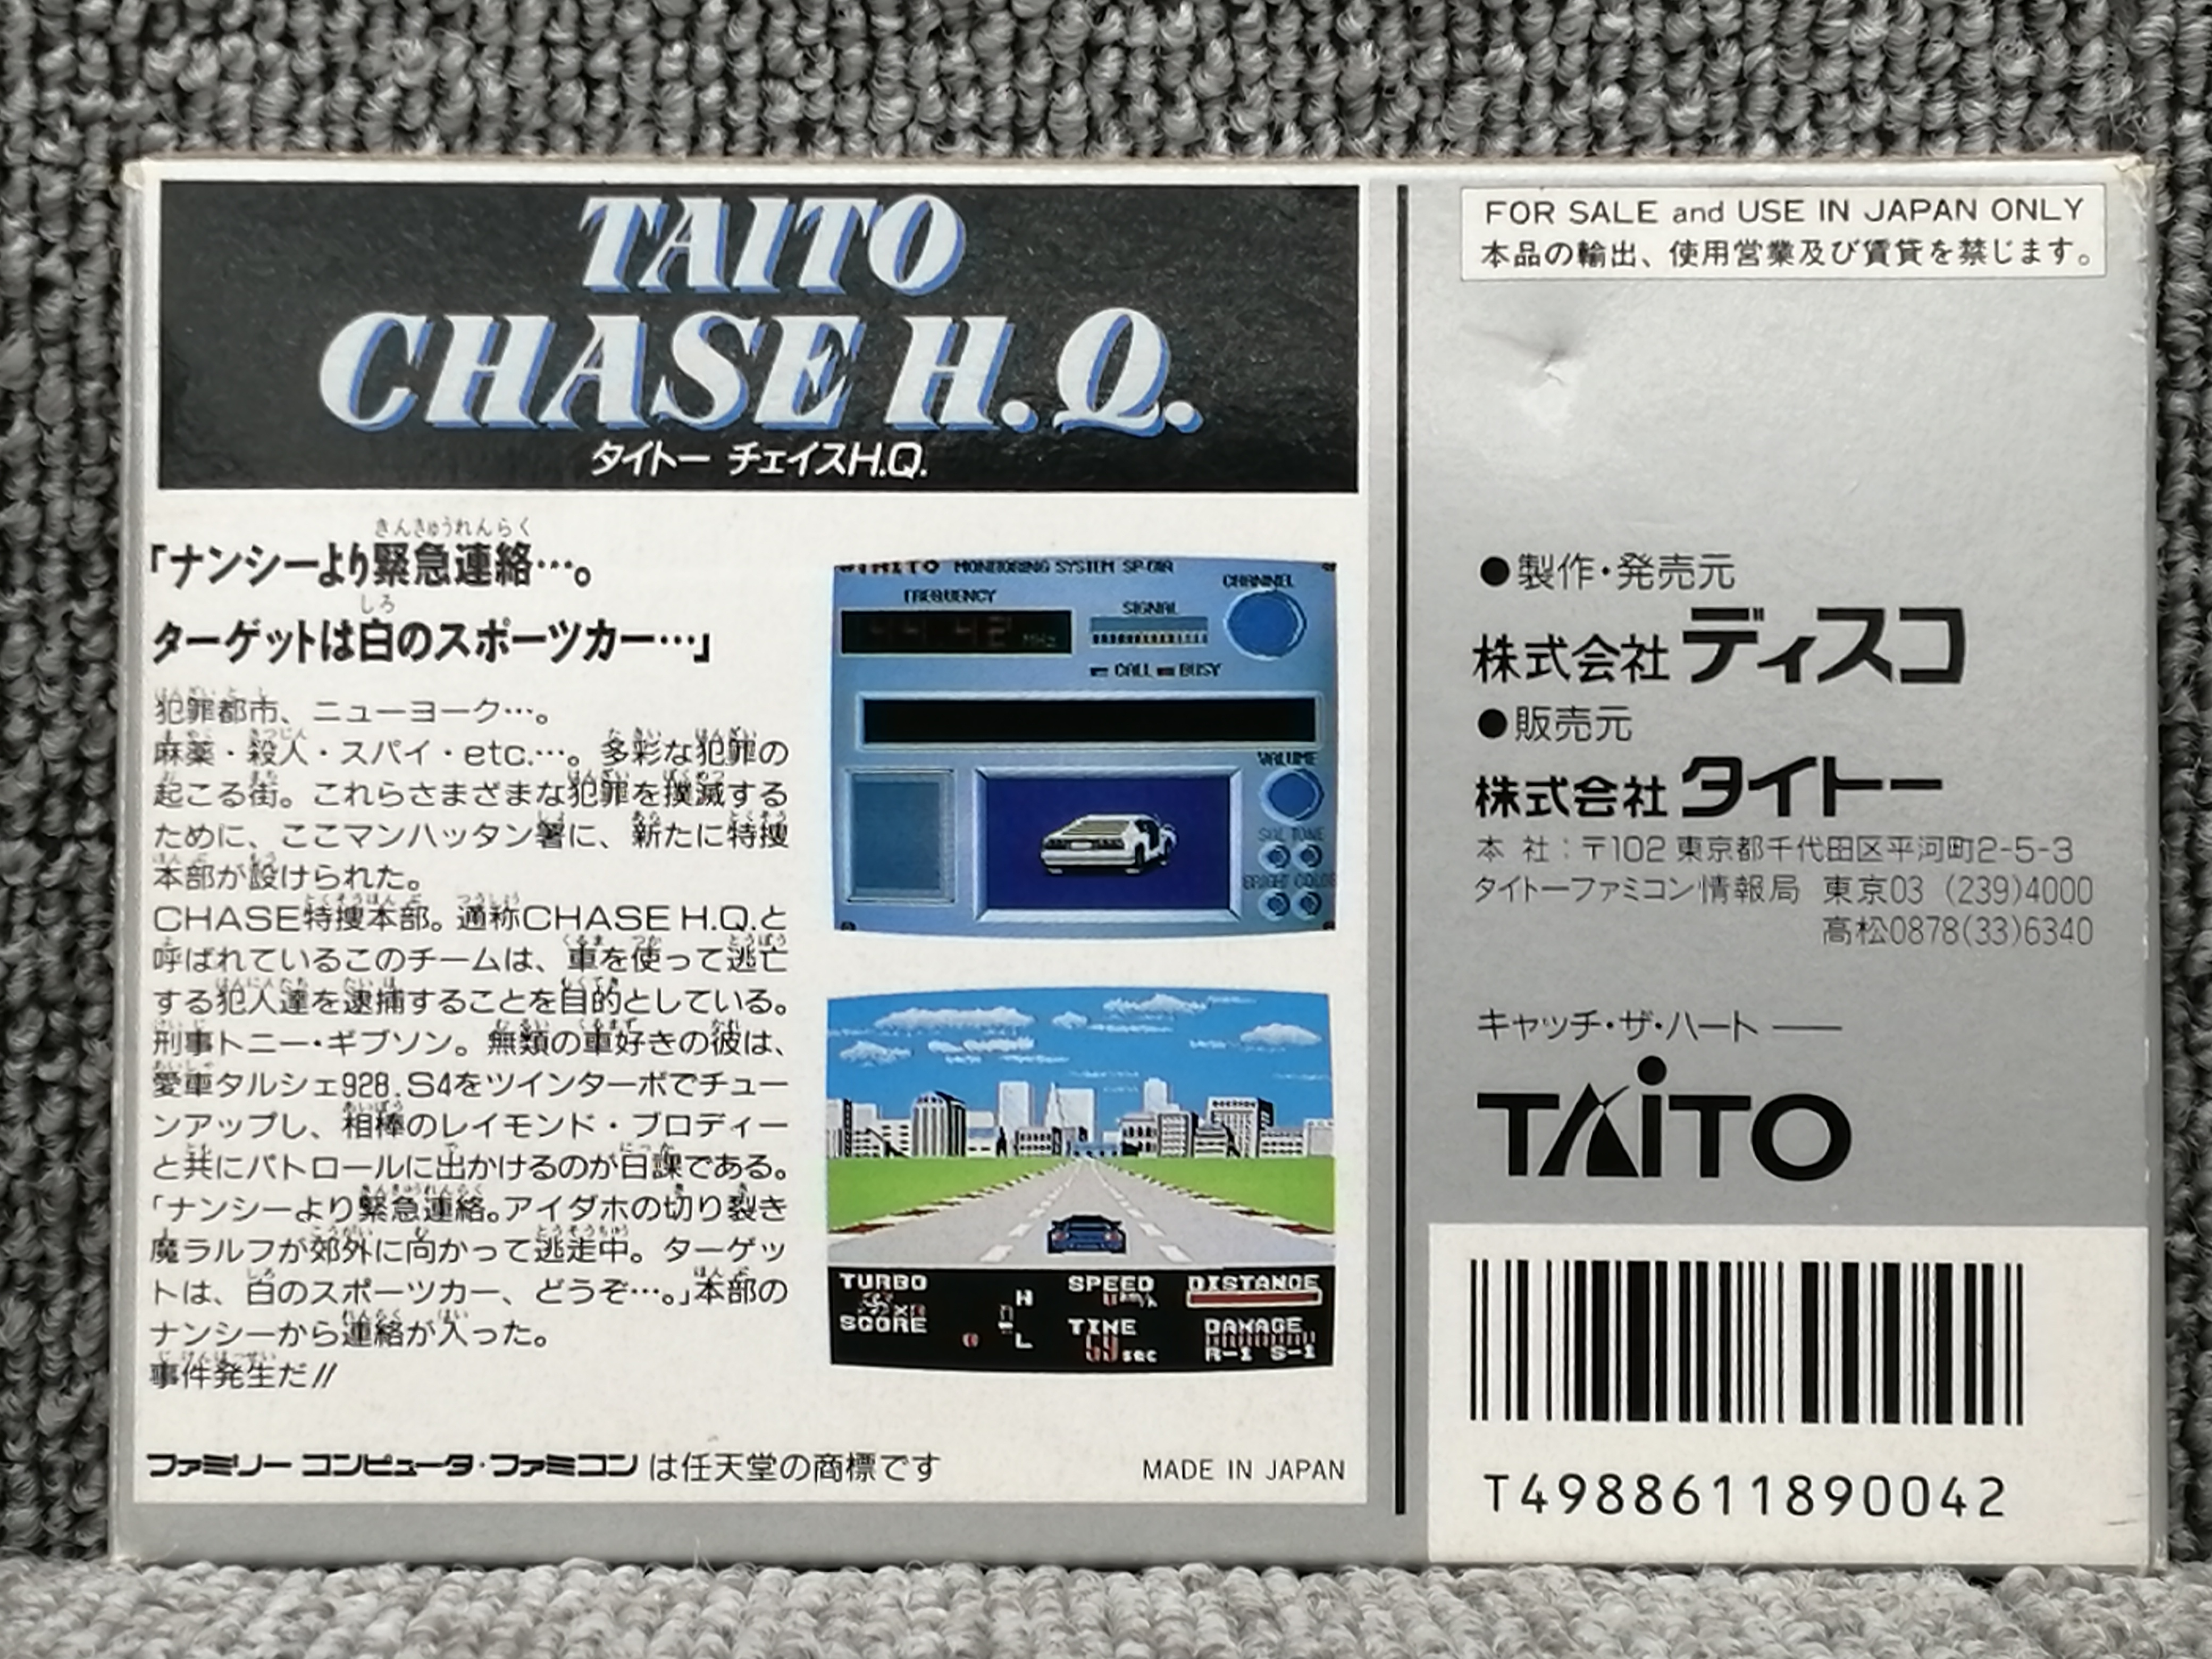 TAITO
CHASE H.Q.
タイトー チェイスH.Q.
「ナンシーより緊急連絡…。
ターゲットは白のスポーツカー…」
犯罪都市、ニューヨーク…。
麻薬・殺人・スパイ・etc.…。多彩な犯罪の
起こる街。これらさまざまな犯罪を撲滅する
ために、ここマンハッタン署に、新たに特捜
本部が設けられた。
CHASE特捜本部。通称CHASE H.Q.と
呼ばれているこのチームは、車を使って逃亡
する犯人達を逮捕することを目的としている。
刑事トニー・ギブソン。無類の車好きの彼は、
愛車タルシェ928.S4をツインターボでチュー
ンアップし、相棒のレイモンド・ブロディー
と共にパトロールに出かけるのが日課である。
「ナンシーより緊急連絡。アイダホの切り裂き
魔ラルフが郊外に向かって逃走中。ターゲッ
トは、白のスポーツカー、どうぞ…。」本部の
ナンシーから連絡が入った。
事件発生だ!!
TAITO MONITORING SYSTEM SP-01A
FREQUENCY
SIGNAL
CHANNEL
CALL BUSY
VOLUME
SQL TONE
BRIGHT COLOR
TURBO
SCORE
H
L
SPEED
TIME
sec
DISTANCE
DAMAGE
R-1 S-1
ファミリー コンピュータ・ファミコン は任天堂の商標です
MADE IN JAPAN
FOR SALE and USE IN JAPAN ONLY
本品の輸出、使用営業及び賃貸を禁じます。
●製作・発売元
株式会社 ディスコ
●販売元
株式会社 タイトー
本 社：〒102 東京都千代田区平河町2-5-3
タイトーファミコン情報局 東京03 (239)4000
高松0878(33)6340
キャッチ・ザ・ハート ――
TAITO
T4988611890042